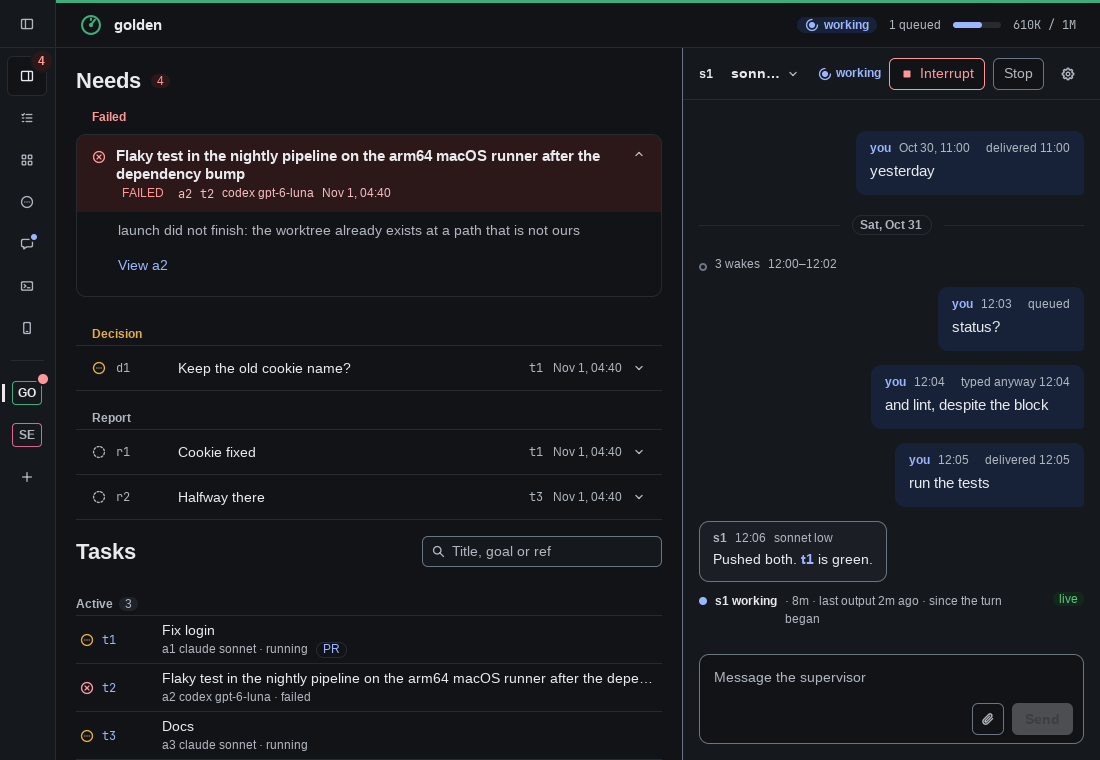 golden
working
1 queued
610K / 1M
4
GO
SE
Needs 4
Failed
Flaky test in the nightly pipeline on the arm64 macOS runner after the
dependency bump
FAILED a2 t2 codex gpt-6-luna Nov 1, 04:40
launch did not finish: the worktree already exists at a path that is not ours
View a2
Decision
d1 Keep the old cookie name? t1 Nov 1, 04:40
Report
r1 Cookie fixed t1 Nov 1, 04:40
r2 Halfway there t3 Nov 1, 04:40
Tasks
Title, goal or ref
Active 3
t1 Fix login
a1 claude sonnet · running PR
t2 Flaky test in the nightly pipeline on the arm64 macOS runner after the depe…
a2 codex gpt-6-luna · failed
t3 Docs
a3 claude sonnet · running
s1 sonn… working Interrupt Stop
you Oct 30, 11:00 delivered 11:00
yesterday
Sat, Oct 31
3 wakes 12:00–12:02
you 12:03 queued
status?
you 12:04 typed anyway 12:04
and lint, despite the block
you 12:05 delivered 12:05
run the tests
s1 12:06 sonnet low
Pushed both. t1 is green.
s1 working · 8m · last output 2m ago · since the turn
began
live
Message the supervisor
Send